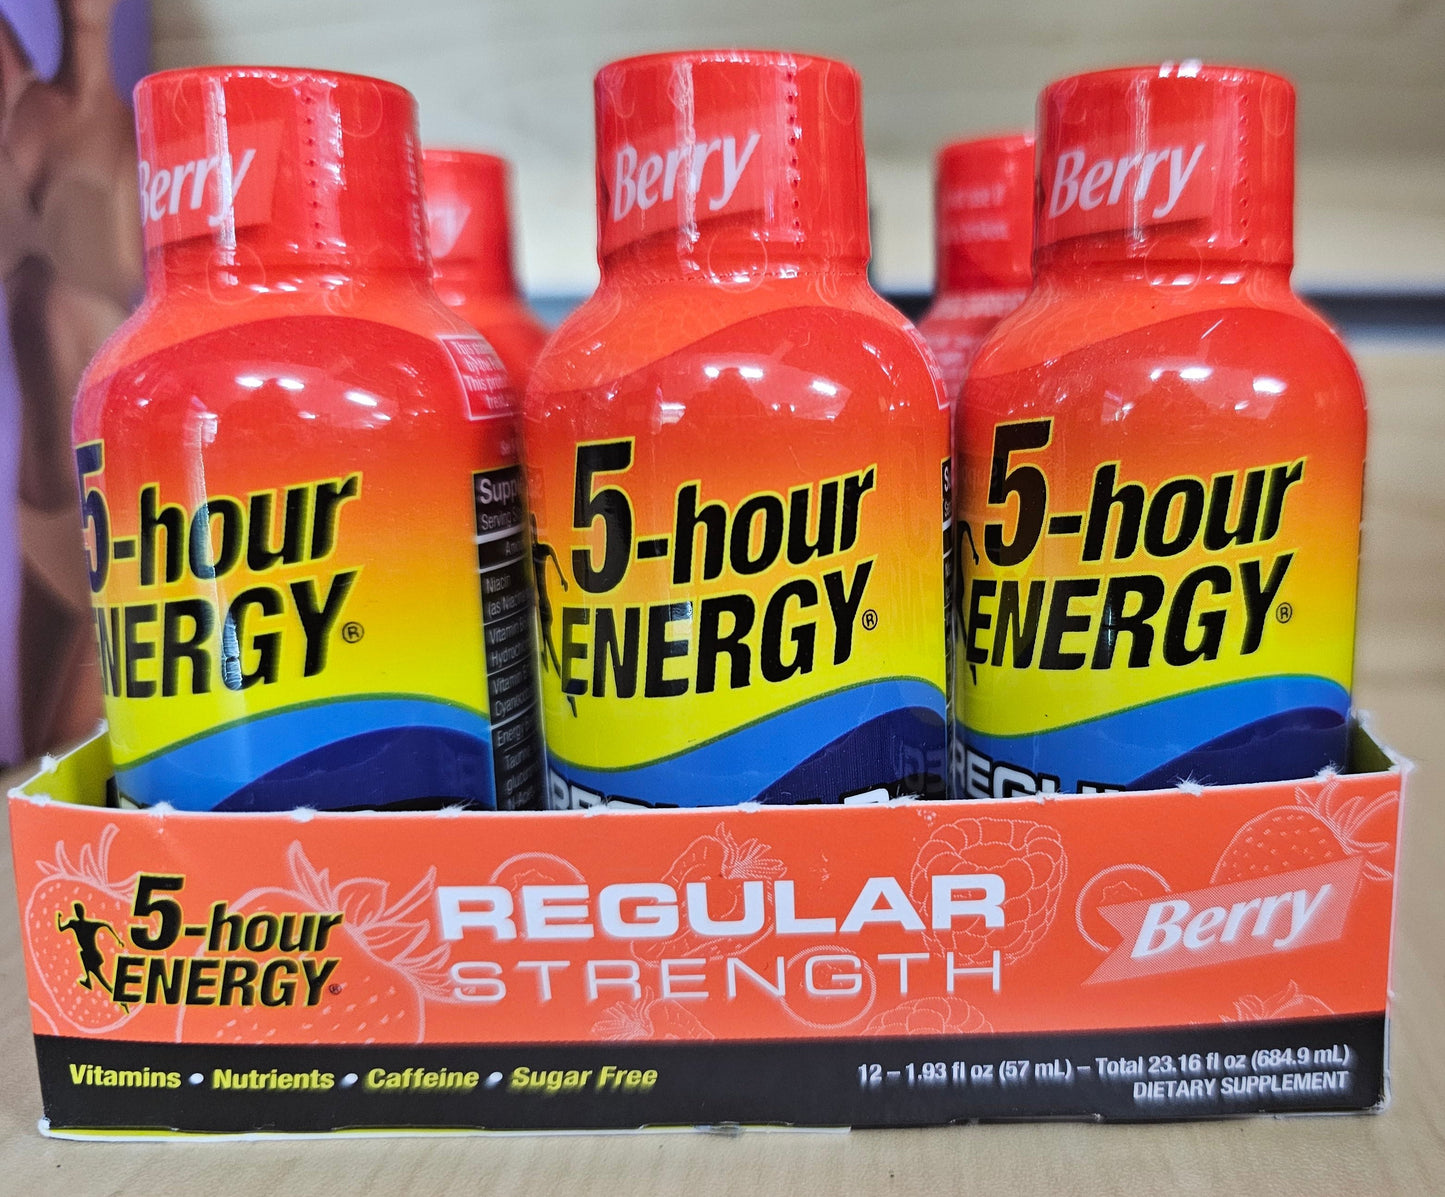 Berry
Berry
Berry
5-hour
ENERGY®
5-hour
ENERGY®
5-hour
ENERGY®
Niacin
5-hour
ENERGY®
REGULAR
STRENGTH
Berry
Vitamins • Nutrients • Caffeine • Sugar Free
12 – 1.93 fl oz (57 mL) – Total 23.16 fl oz (684.9 mL)
DIETARY SUPPLEMENT